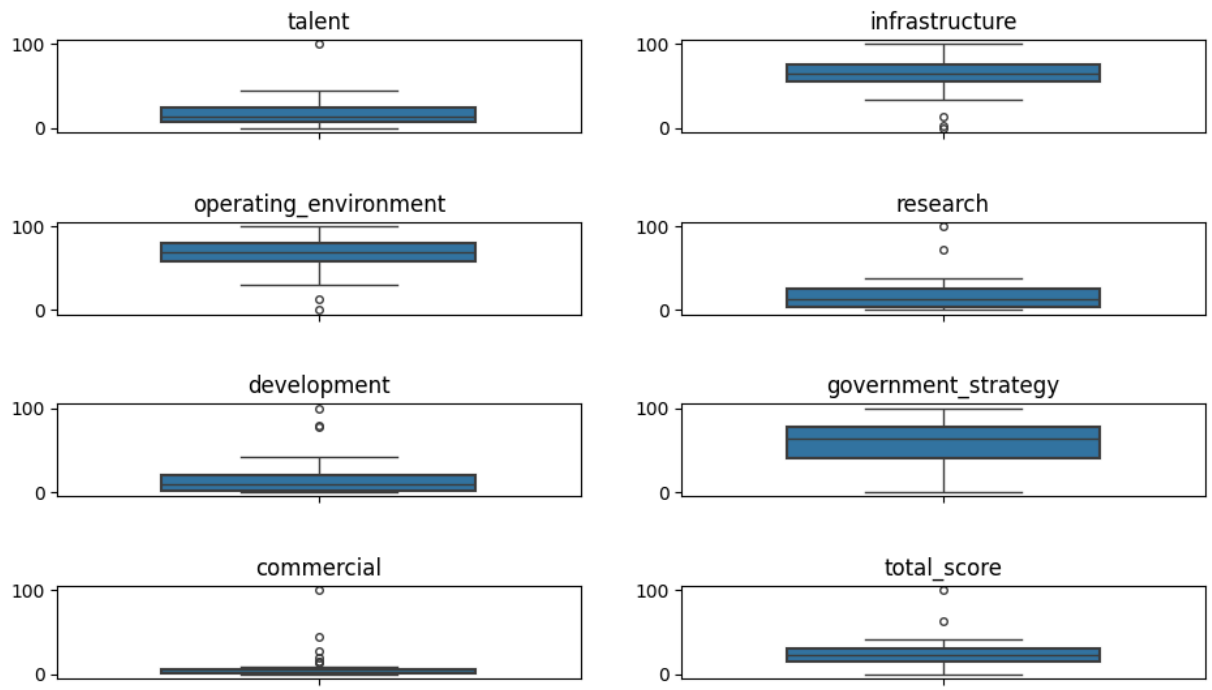 talent
100
0
infrastructure
100
0
operating_environment
100
0
research
100
0
development
100
0
government_strategy
100
0
commercial
100
0
total_score
100
0